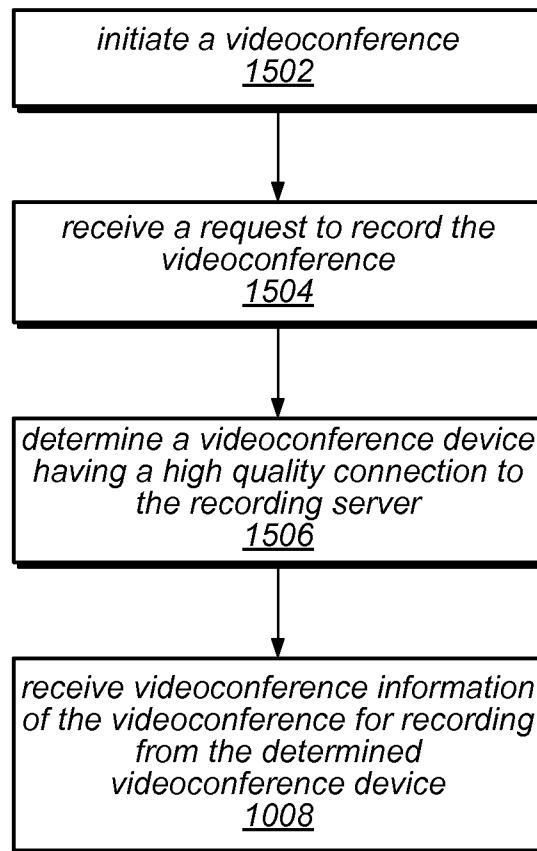 initiate a videoconference
1502
receive a request to record the
videoconference
1504
determine a videoconference device
having a high quality connection to
the recording server
1506
receive videoconference information
of the videoconference for recording
from the determined
videoconference device
1008